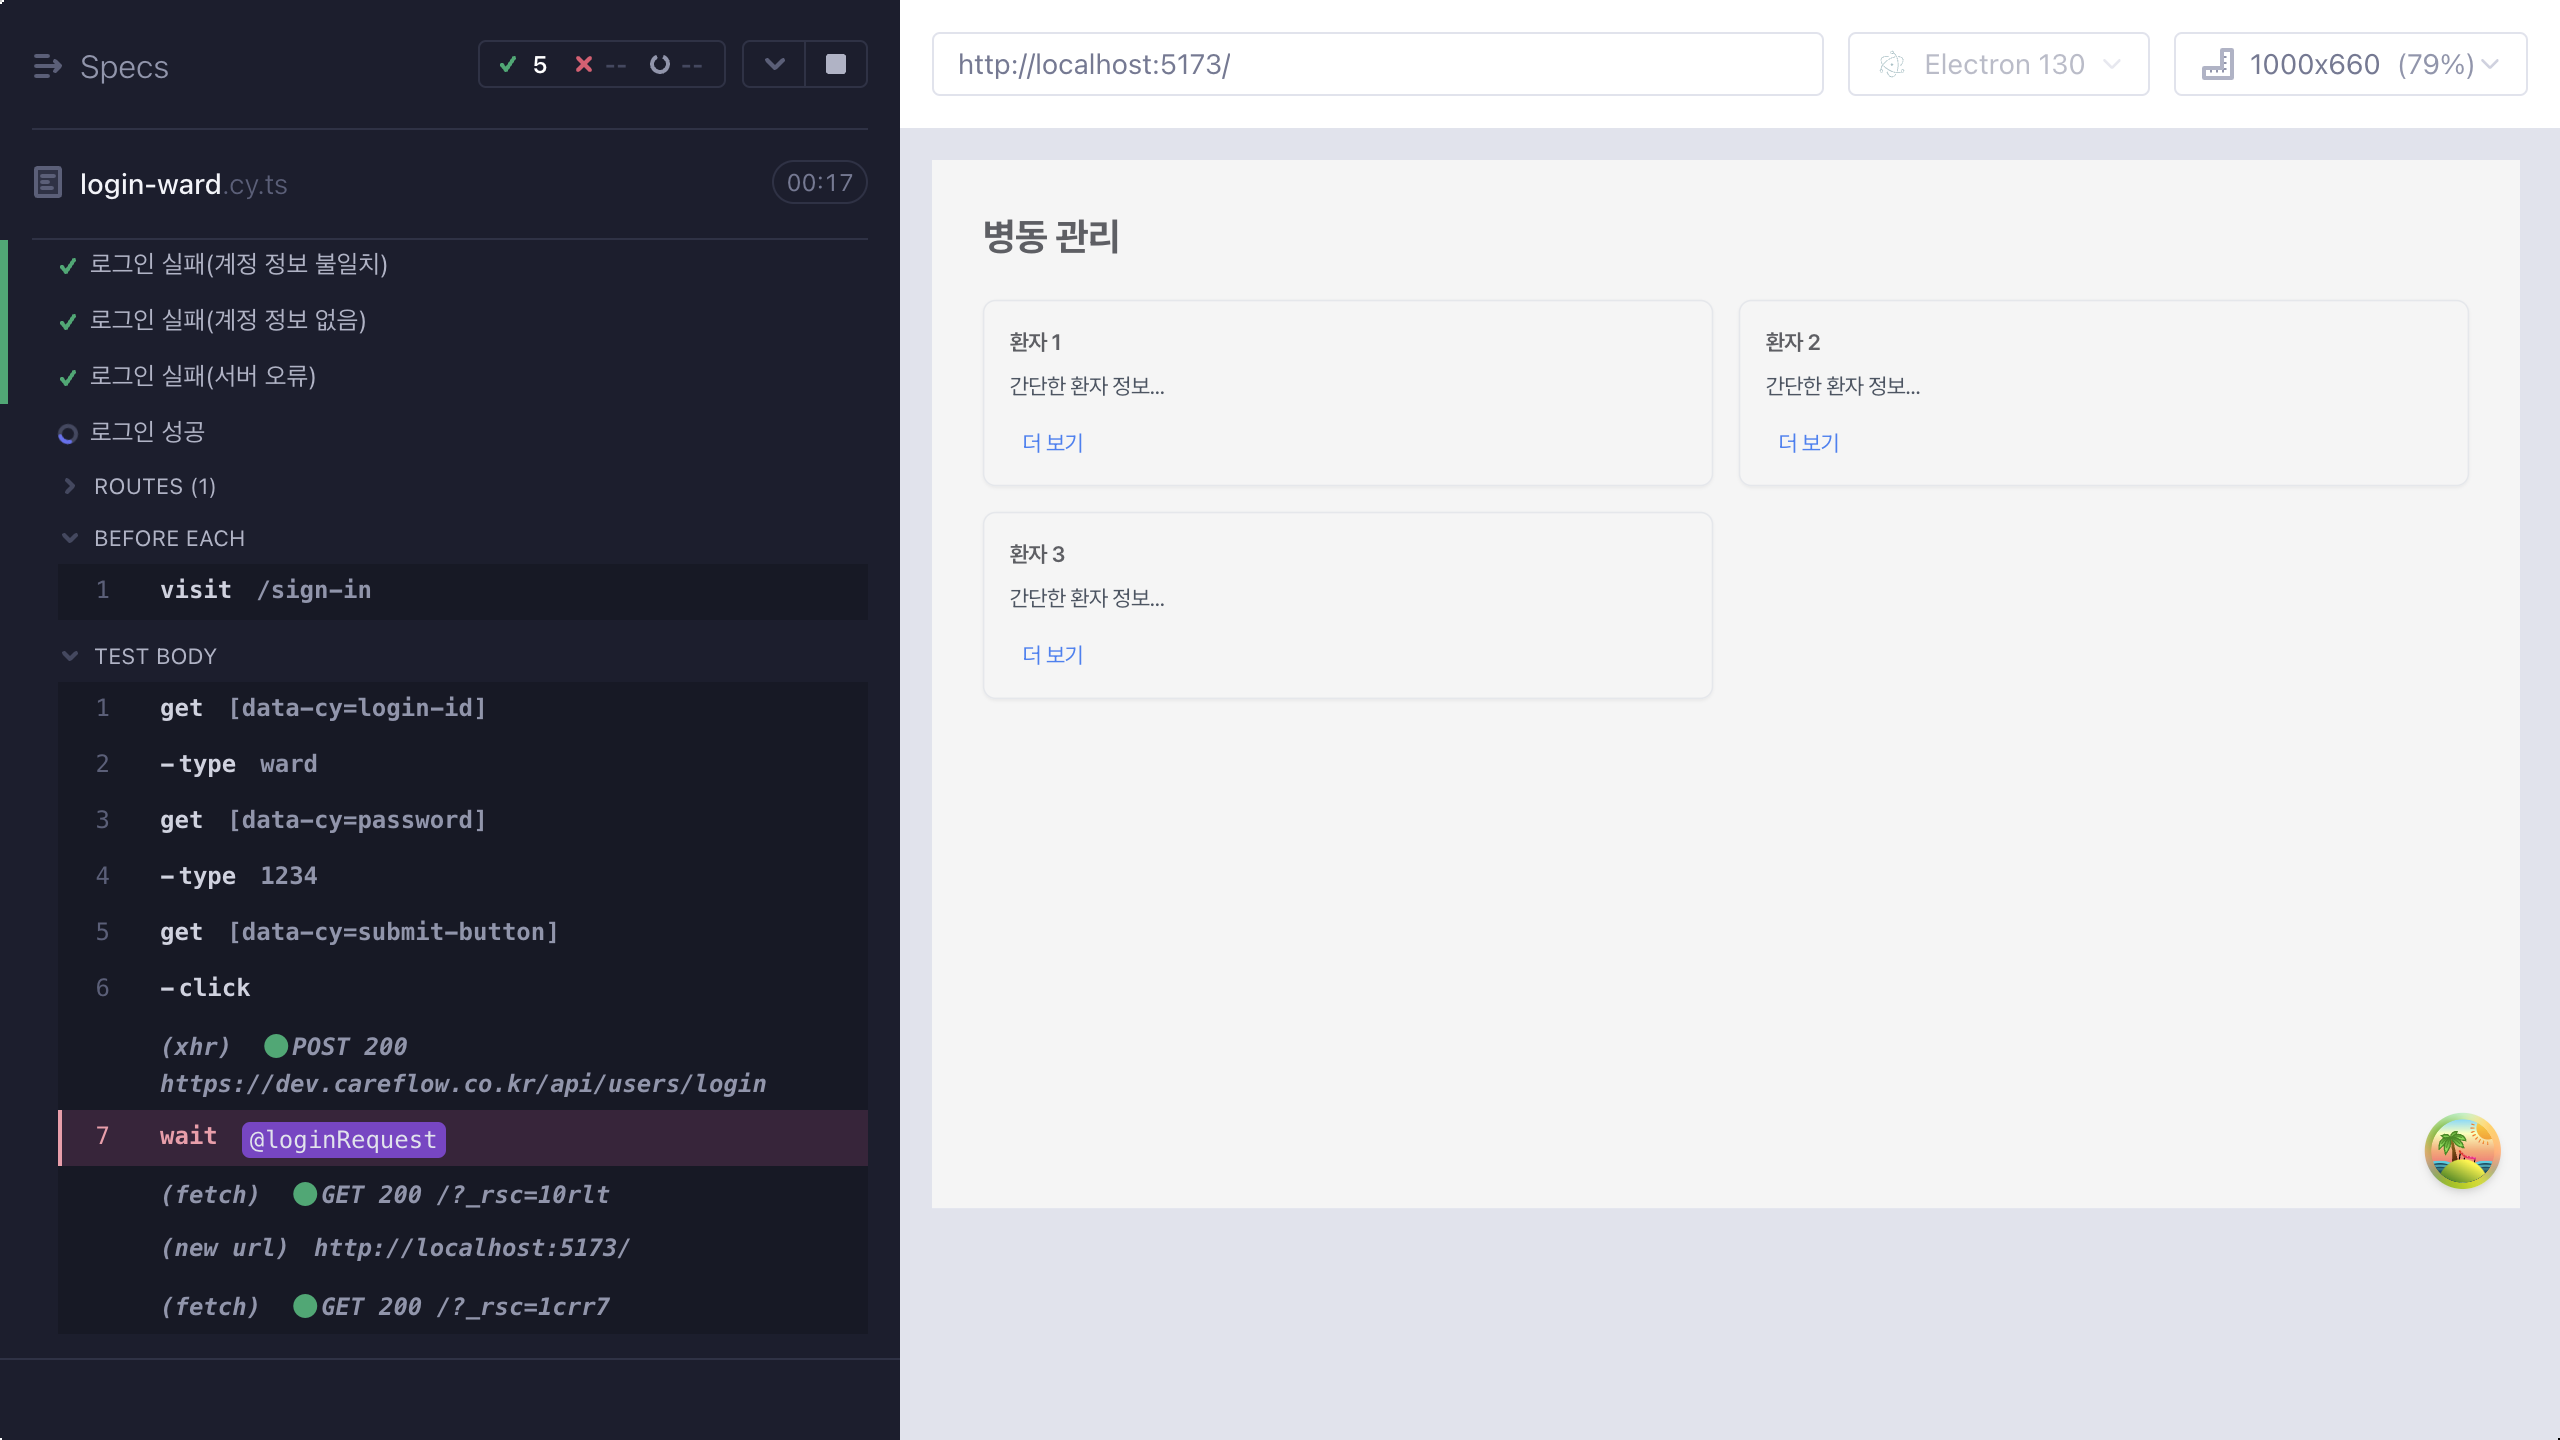 Specs
5 -- --
login-ward.cy.ts 00:17
로그인 실패(계정 정보 불일치)
로그인 실패(계정 정보 없음)
로그인 실패(서버 오류)
로그인 성공
ROUTES (1)
BEFORE EACH
1 visit /sign-in
TEST BODY
1 get [data-cy=login-id]
2 -type ward
3 get [data-cy=password]
4 -type 1234
5 get [data-cy=submit-button]
6 -click
(xhr) POST 200
https://dev.careflow.co.kr/api/users/login
7 wait @loginRequest
(fetch) GET 200 /?_rsc=10rlt
(new url) http://localhost:5173/
(fetch) GET 200 /?_rsc=1crr7
http://localhost:5173/
Electron 130
1000x660 (79%)
병동 관리
환자 1
간단한 환자 정보...
더 보기
환자 2
간단한 환자 정보...
더 보기
환자 3
간단한 환자 정보...
더 보기